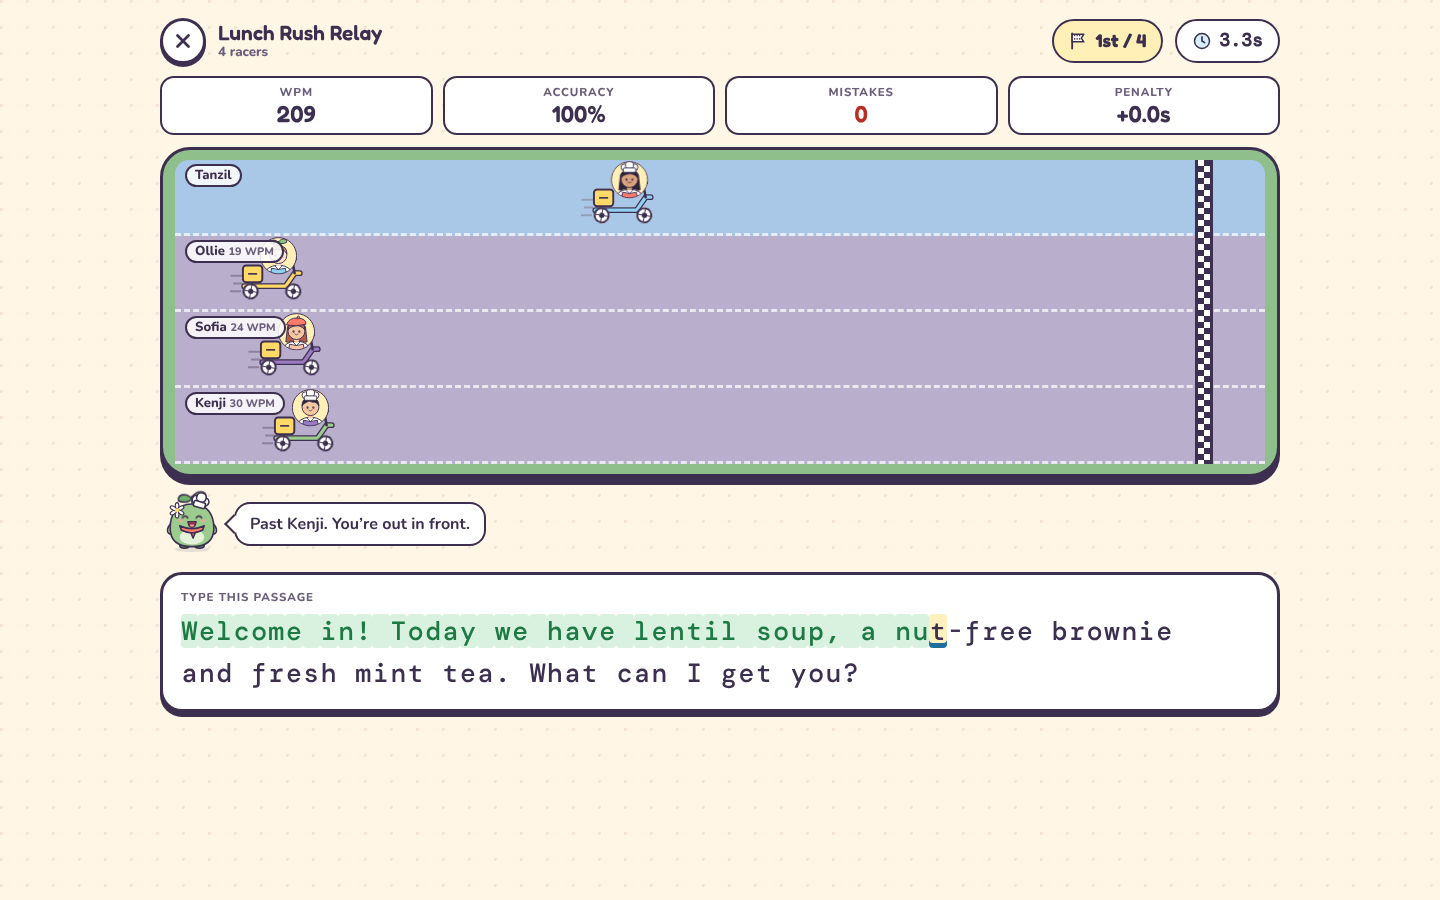 Lunch Rush Relay
4 racers
1st / 4
3.3s
WPM
209
ACCURACY
100%
MISTAKES
0
PENALTY
+0.0s
Tanzil
Ollie 19 WPM
Sofia 24 WPM
Kenji 30 WPM
Past Kenji. You’re out in front.
TYPE THIS PASSAGE
Welcome in! Today we have lentil soup, a nut-free brownie
and fresh mint tea. What can I get you?